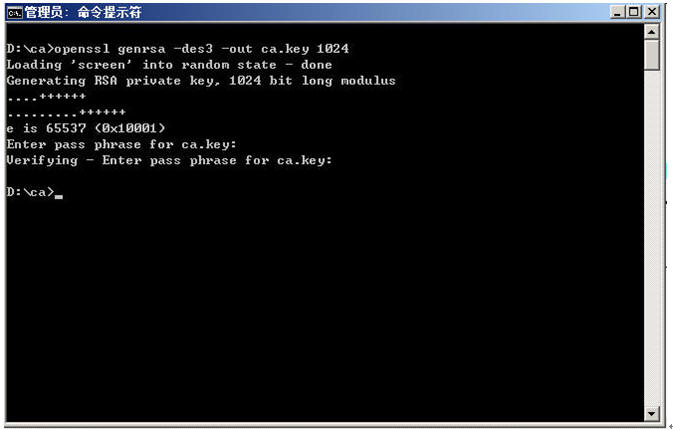 管理员: 命令提示符
D:\ca>openssl genrsa -des3 -out ca.key 1024
Loading 'screen' into random state - done
Generating RSA private key, 1024 bit long modulus
....++++++
.........++++++
e is 65537 (0x10001)
Enter pass phrase for ca.key:
Verifying - Enter pass phrase for ca.key:
D:\ca>_